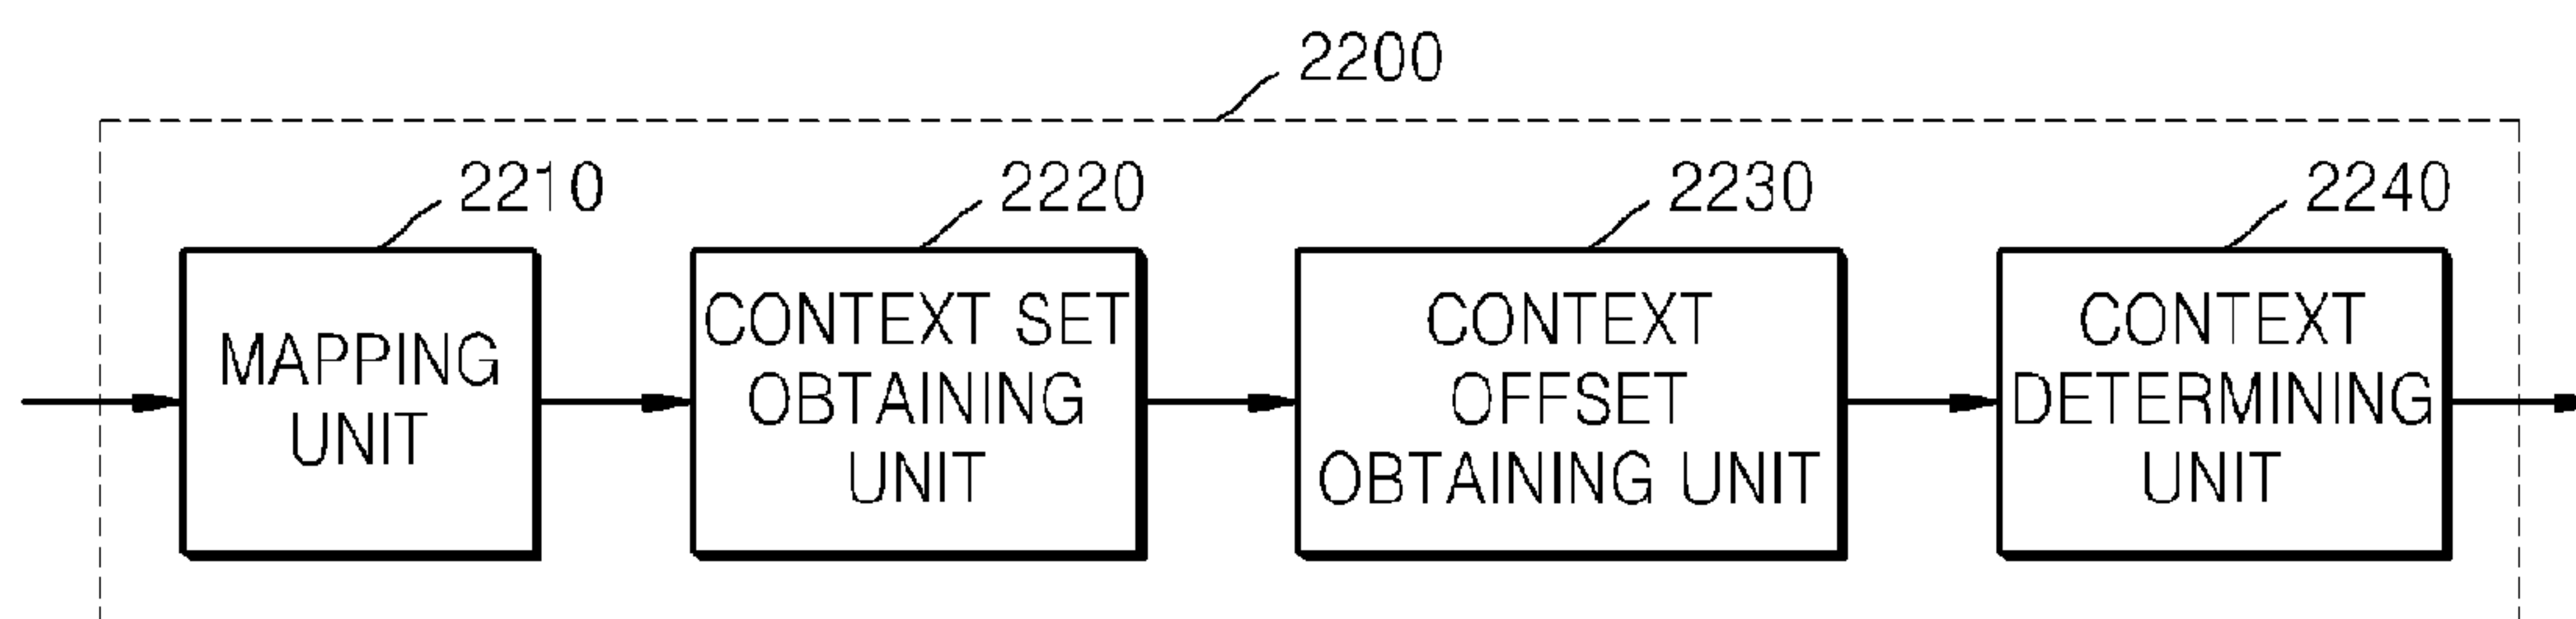 2200
2210
2220
2230
2240
MAPPING
UNIT
CONTEXT SET
OBTAINING
UNIT
CONTEXT
OFFSET
OBTAINING UNIT
CONTEXT
DETERMINING
UNIT